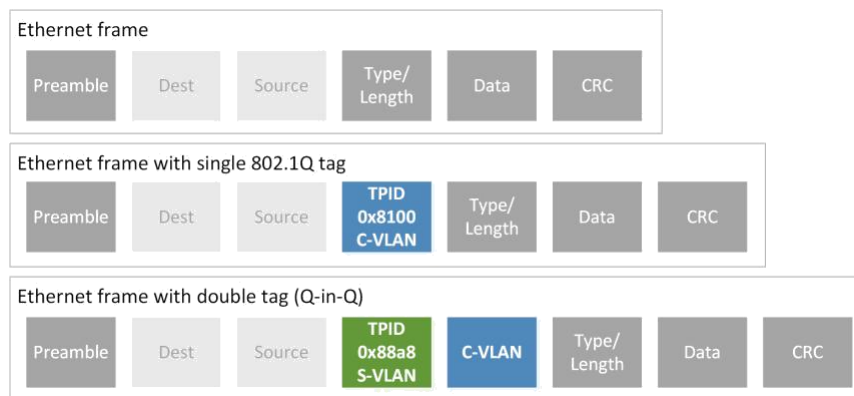 Ethernet frame
Preamble Dest Source Type/ Length Data CRC
Ethernet frame with single 802.1Q tag
Preamble Dest Source TPID 0x8100 C-VLAN Type/ Length Data CRC
Ethernet frame with double tag (Q-in-Q)
Preamble Dest Source TPID 0x88a8 S-VLAN C-VLAN Type/ Length Data CRC